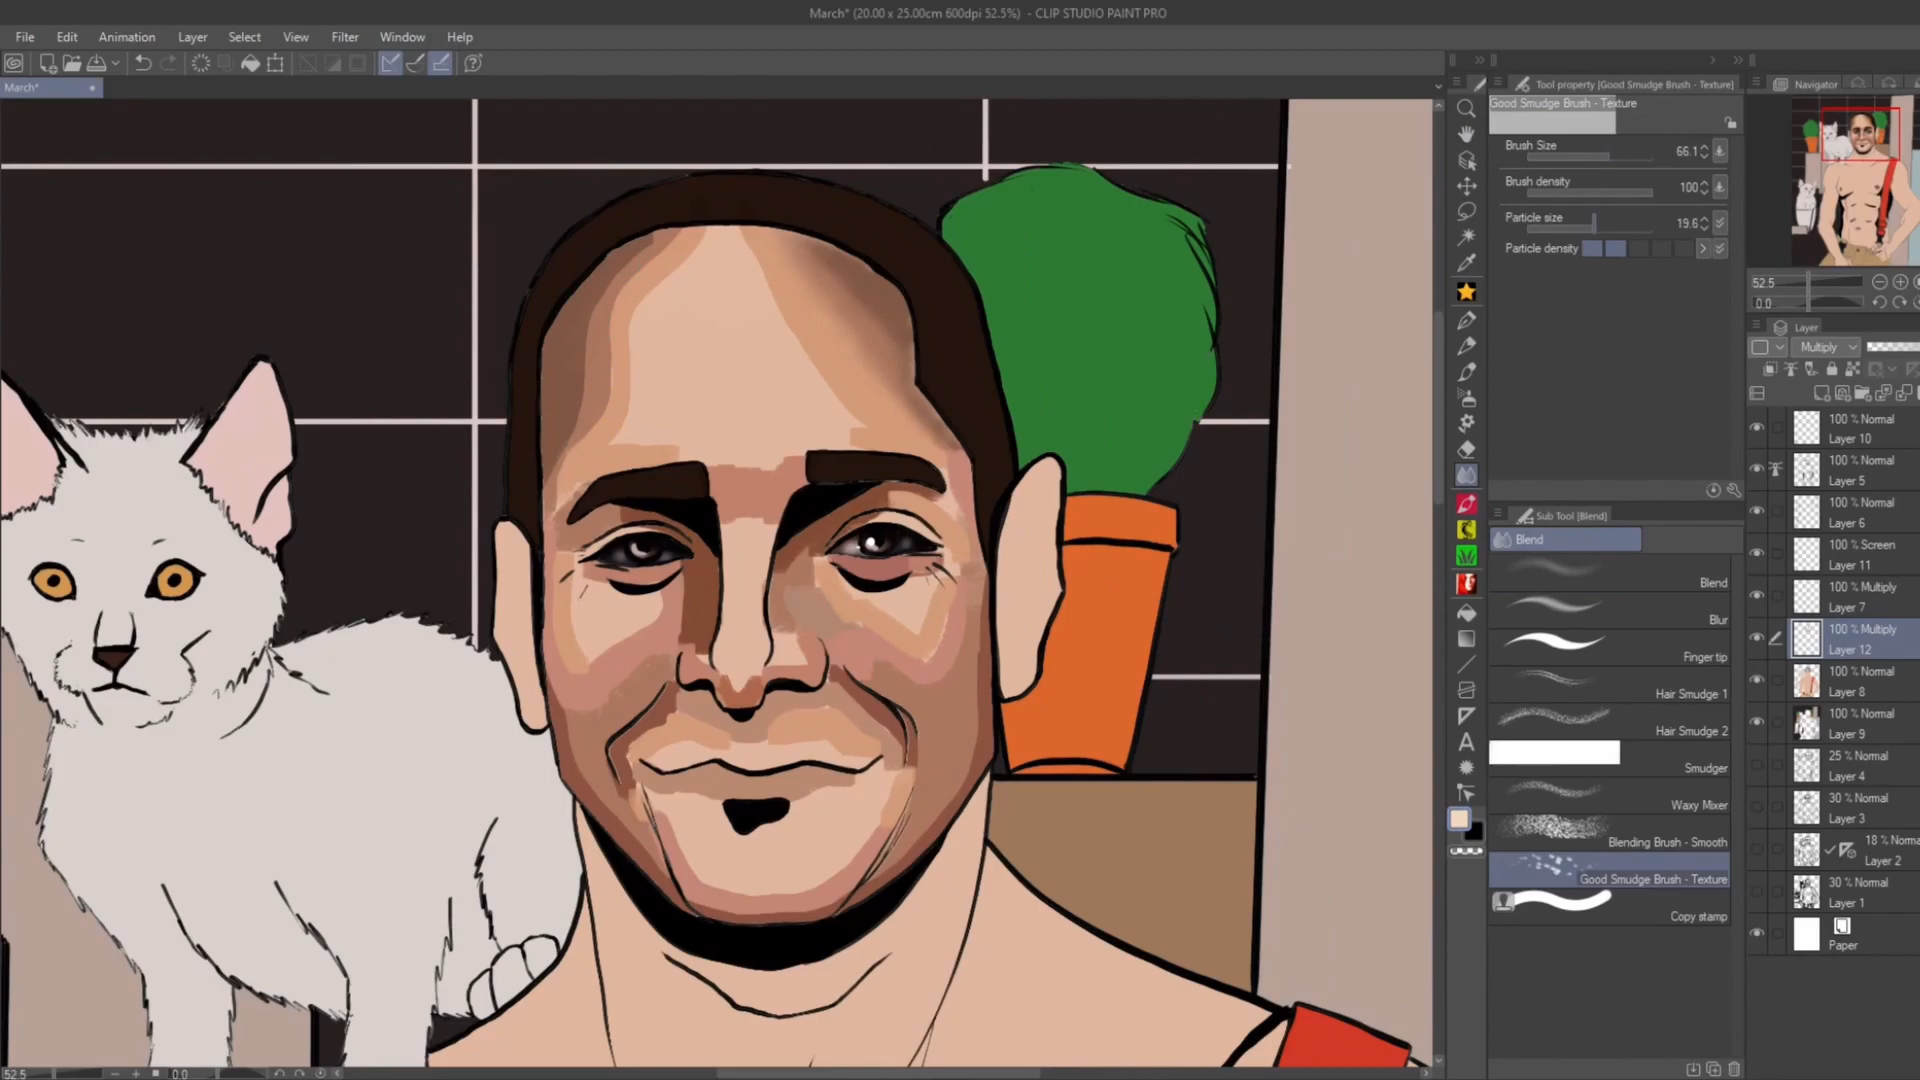 March* (20.00 x 25.00cm 600dpi 52.5%) - CLIP STUDIO PAINT PRO
File Edit Animation Layer Select View Filter Window Help
March*
Tool property [Good Smudge Brush - Texture]
Good Smudge Brush - Texture
Brush Size 66.1
Brush density 100
Particle size 19.6
Particle density
Navigator
52.5
0.0
Layer
Multiply
100 % Normal
Layer 10
100 % Normal
Layer 5
100 % Normal
Layer 6
100 % Screen
Layer 11
100 % Multiply
Layer 7
100 % Multiply
Layer 12
100 % Normal
Layer 8
100 % Normal
Layer 9
25 % Normal
Layer 4
30 % Normal
Layer 3
18 % Norma
Layer 2
30 % Normal
Layer 1
Paper
Sub Tool [Blend]
Blend
Blend
Blur
Finger tip
Hair Smudge 1
Hair Smudge 2
Smudger
Waxy Mixer
Blending Brush - Smooth
Good Smudge Brush - Texture
Copy stamp
52.5 0.0